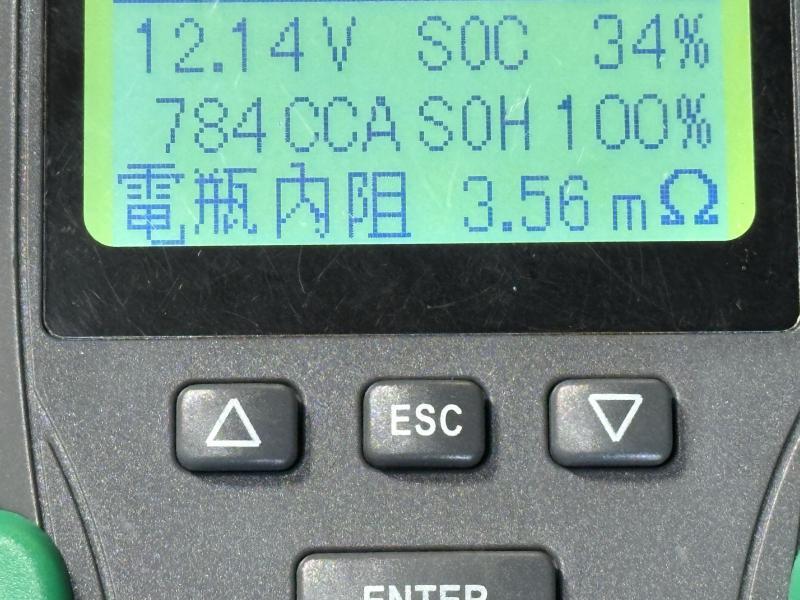 12.14V SOC 34%
784CCA SOH 100%
電瓶內阻 3.56mΩ
△ ESC ▽
ENTER